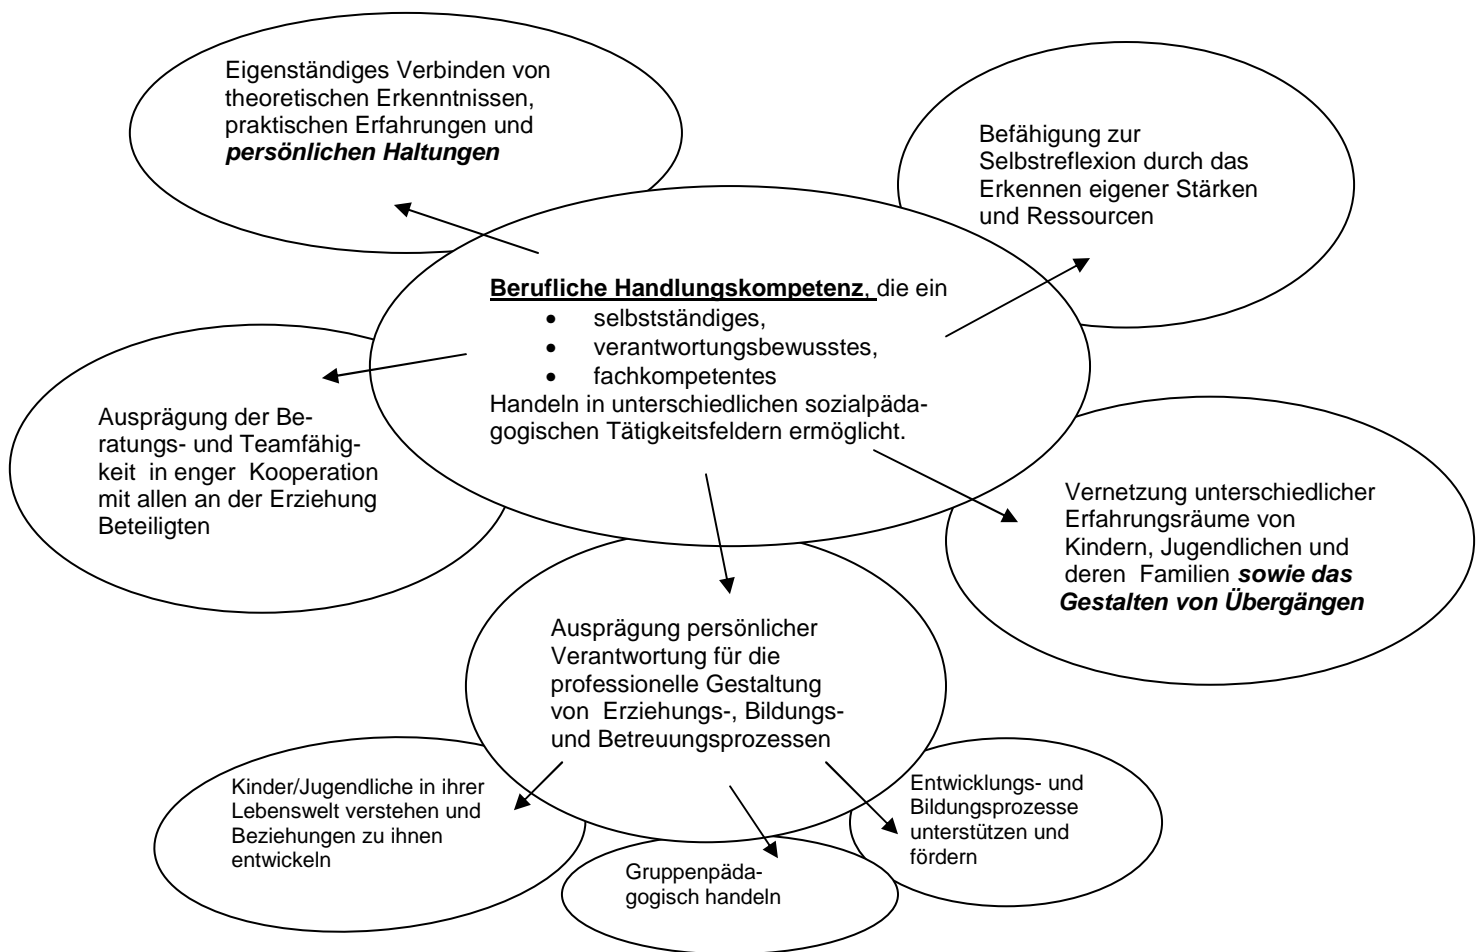 Eigenständiges Verbinden von
theoretischen Erkenntnissen,
praktischen Erfahrungen und
persönlichen Haltungen
Befähigung zur
Selbstreflexion durch das
Erkennen eigener Stärken
und Ressourcen
Berufliche Handlungskompetenz, die ein
• selbstständiges,
• verantwortungsbewusstes,
• fachkompetentes
Handeln in unterschiedlichen sozialpäda-
gogischen Tätigkeitsfeldern ermöglicht.
Ausprägung der Be-
ratungs- und Teamfähig-
keit in enger Kooperation
mit allen an der Erziehung
Beteiligten
Vernetzung unterschiedlicher
Erfahrungsräume von
Kindern, Jugendlichen und
deren Familien sowie das
Gestalten von Übergängen
Ausprägung persönlicher
Verantwortung für die
professionelle Gestaltung
von Erziehungs-, Bildungs-
und Betreuungsprozessen
Kinder/Jugendliche in ihrer
Lebenswelt verstehen und
Beziehungen zu ihnen
entwickeln
Gruppenpäda-
gogisch handeln
Entwicklungs- und
Bildungsprozesse
unterstützen und
fördern